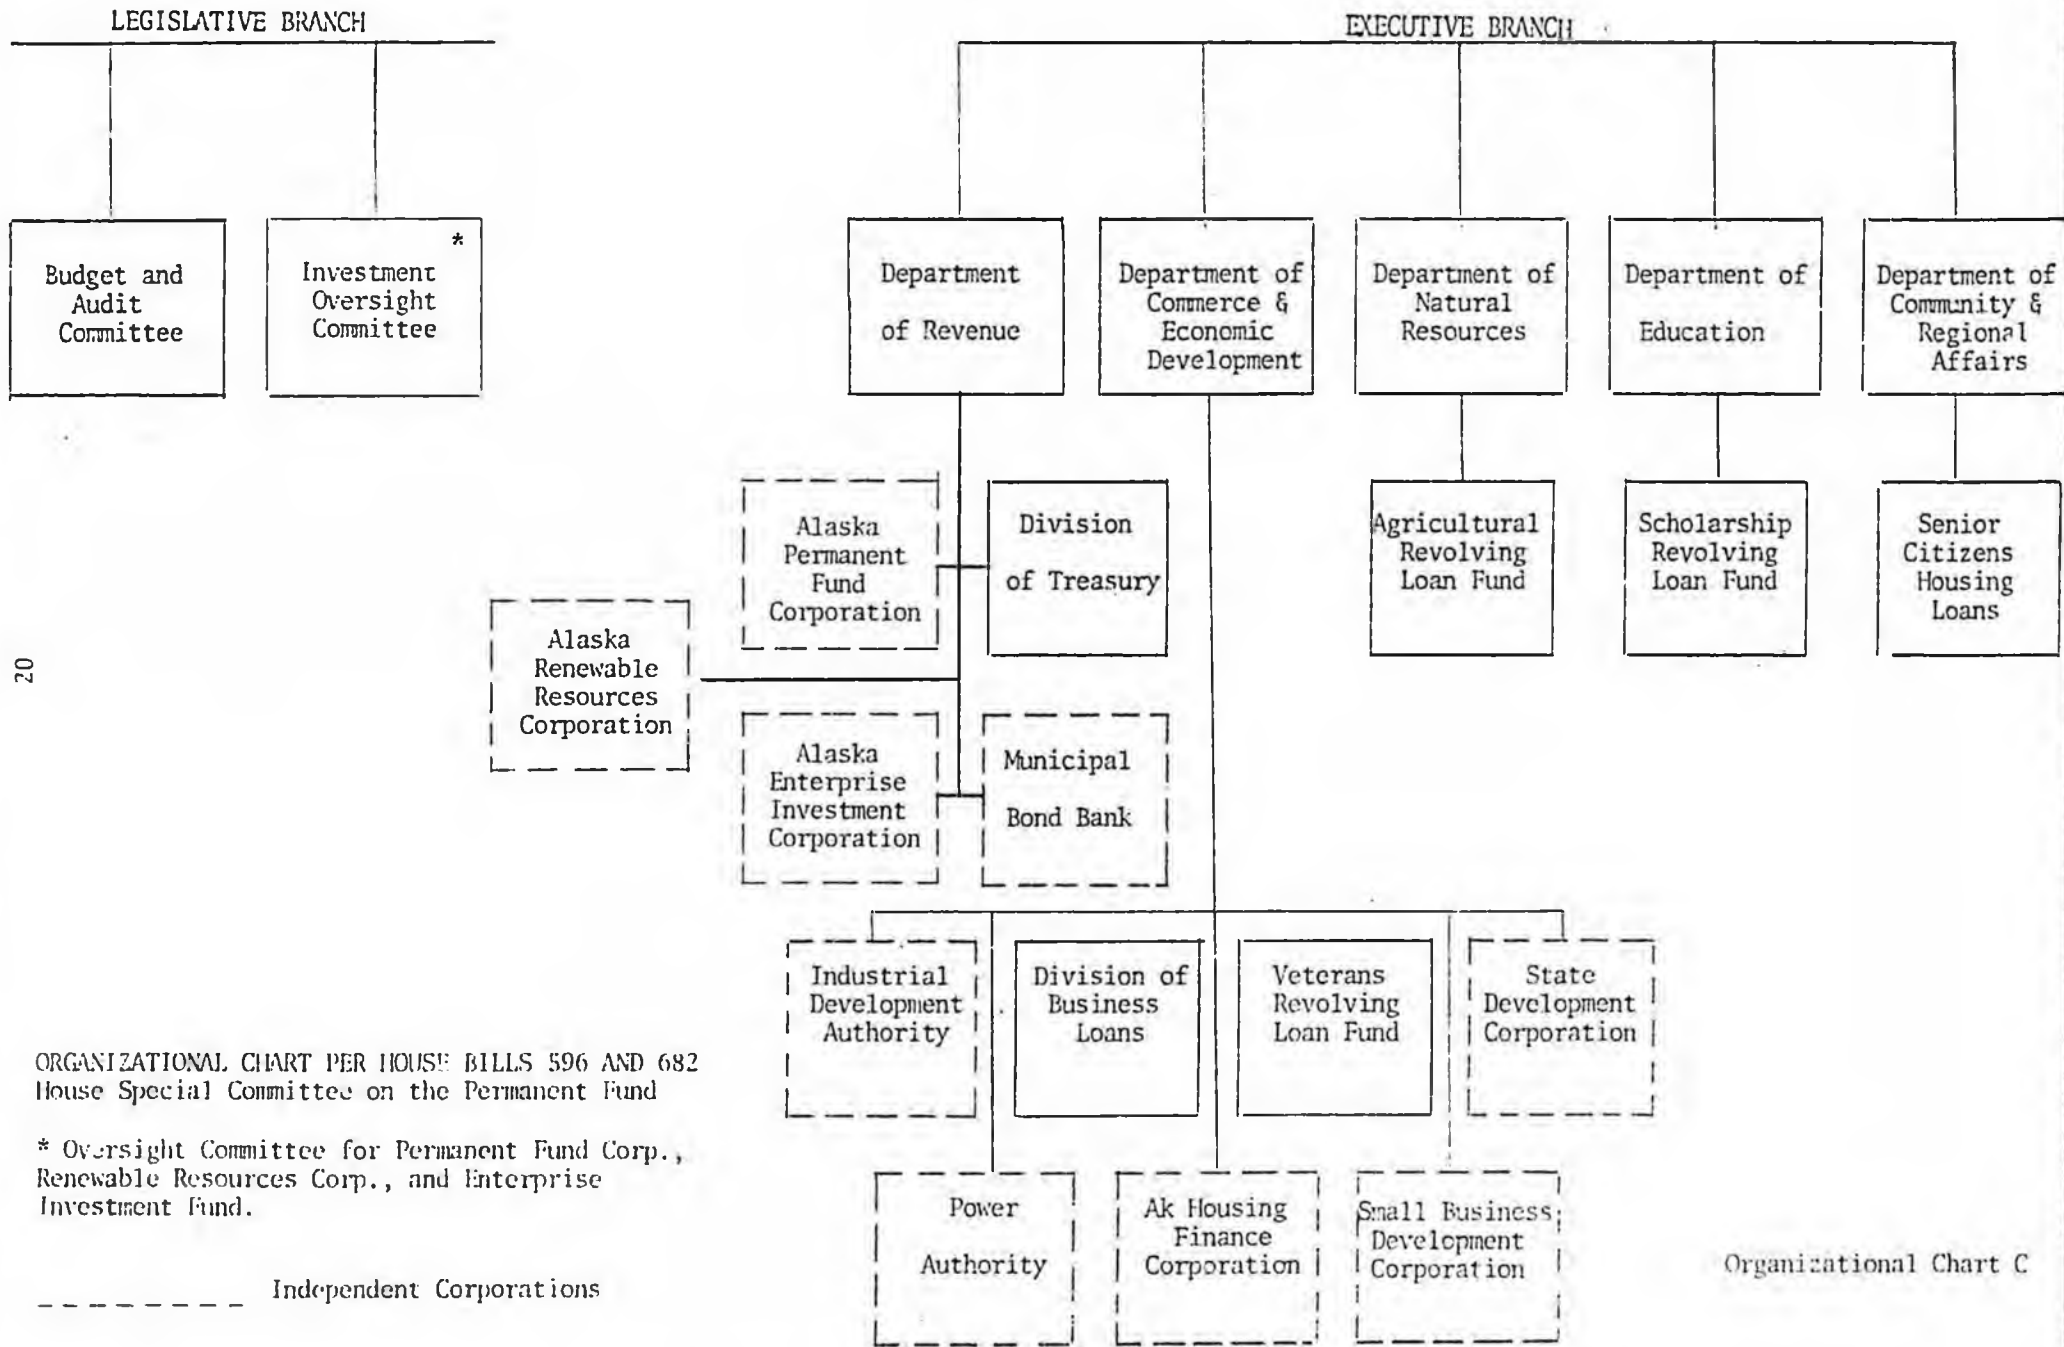 LEGISLATIVE BRANCH
EXECUTIVE BRANCH
Budget and
Audit
Committee
*
Investment
Oversight
Committee
Department
of Revenue
Department of
Commerce &
Economic
Development
Department of
Natural
Resources
Department of
Education
Department of
Community &
Regional
Affairs
Alaska
Permanent
Fund
Corporation
Division
of Treasury
Agricultural
Revolving
Loan Fund
Scholarship
Revolving
Loan Fund
Senior
Citizens
Housing
Loans
Alaska
Renewable
Resources
Corporation
20
Alaska
Enterprise
Investment
Corporation
Municipal
Bond Bank
Industrial
Development
Authority
Division of
Business
Loans
Veterans
Revolving
Loan Fund
State
Development
Corporation
Power
Authority
Ak Housing
Finance
Corporation
Small Business
Development
Corporation
ORGANIZATIONAL CHART PER HOUSE BILLS 596 AND 682
House Special Committee on the Permanent Fund
* Oversight Committee for Permanent Fund Corp.,
Renewable Resources Corp., and Enterprise
Investment Fund.
Independent Corporations
Organizational Chart C